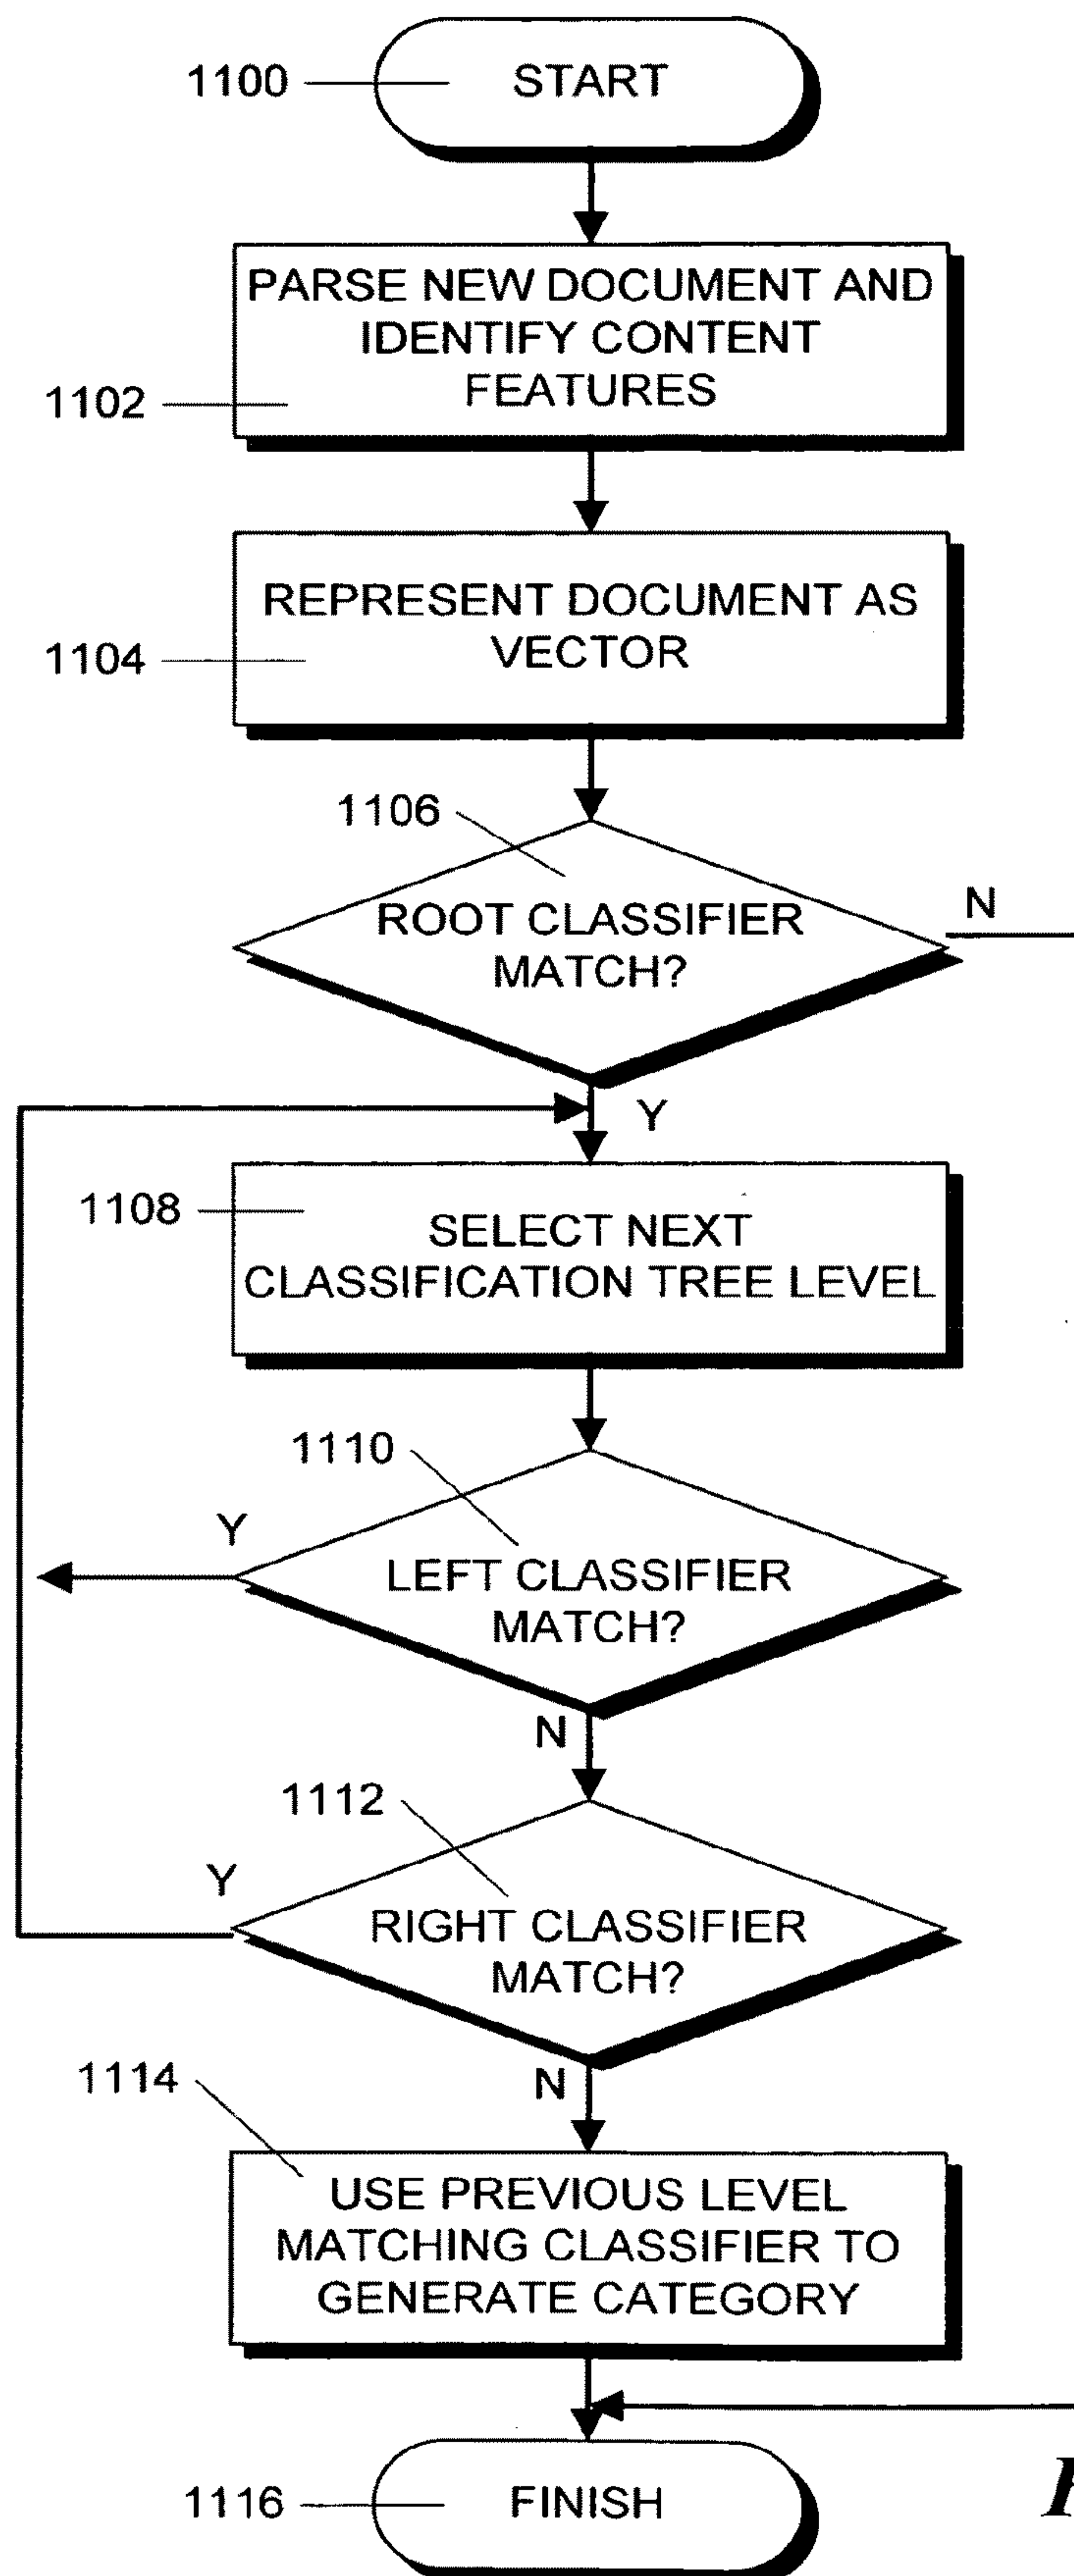 1100
START
PARSE NEW DOCUMENT AND
IDENTIFY CONTENT
FEATURES
1102
REPRESENT DOCUMENT AS
VECTOR
1104
1106
ROOT CLASSIFIER
MATCH?
N
Y
1108
SELECT NEXT
CLASSIFICATION TREE LEVEL
1110
Y
LEFT CLASSIFIER
MATCH?
N
1112
Y
RIGHT CLASSIFIER
MATCH?
N
1114
USE PREVIOUS LEVEL
MATCHING CLASSIFIER TO
GENERATE CATEGORY
1116
FINISH